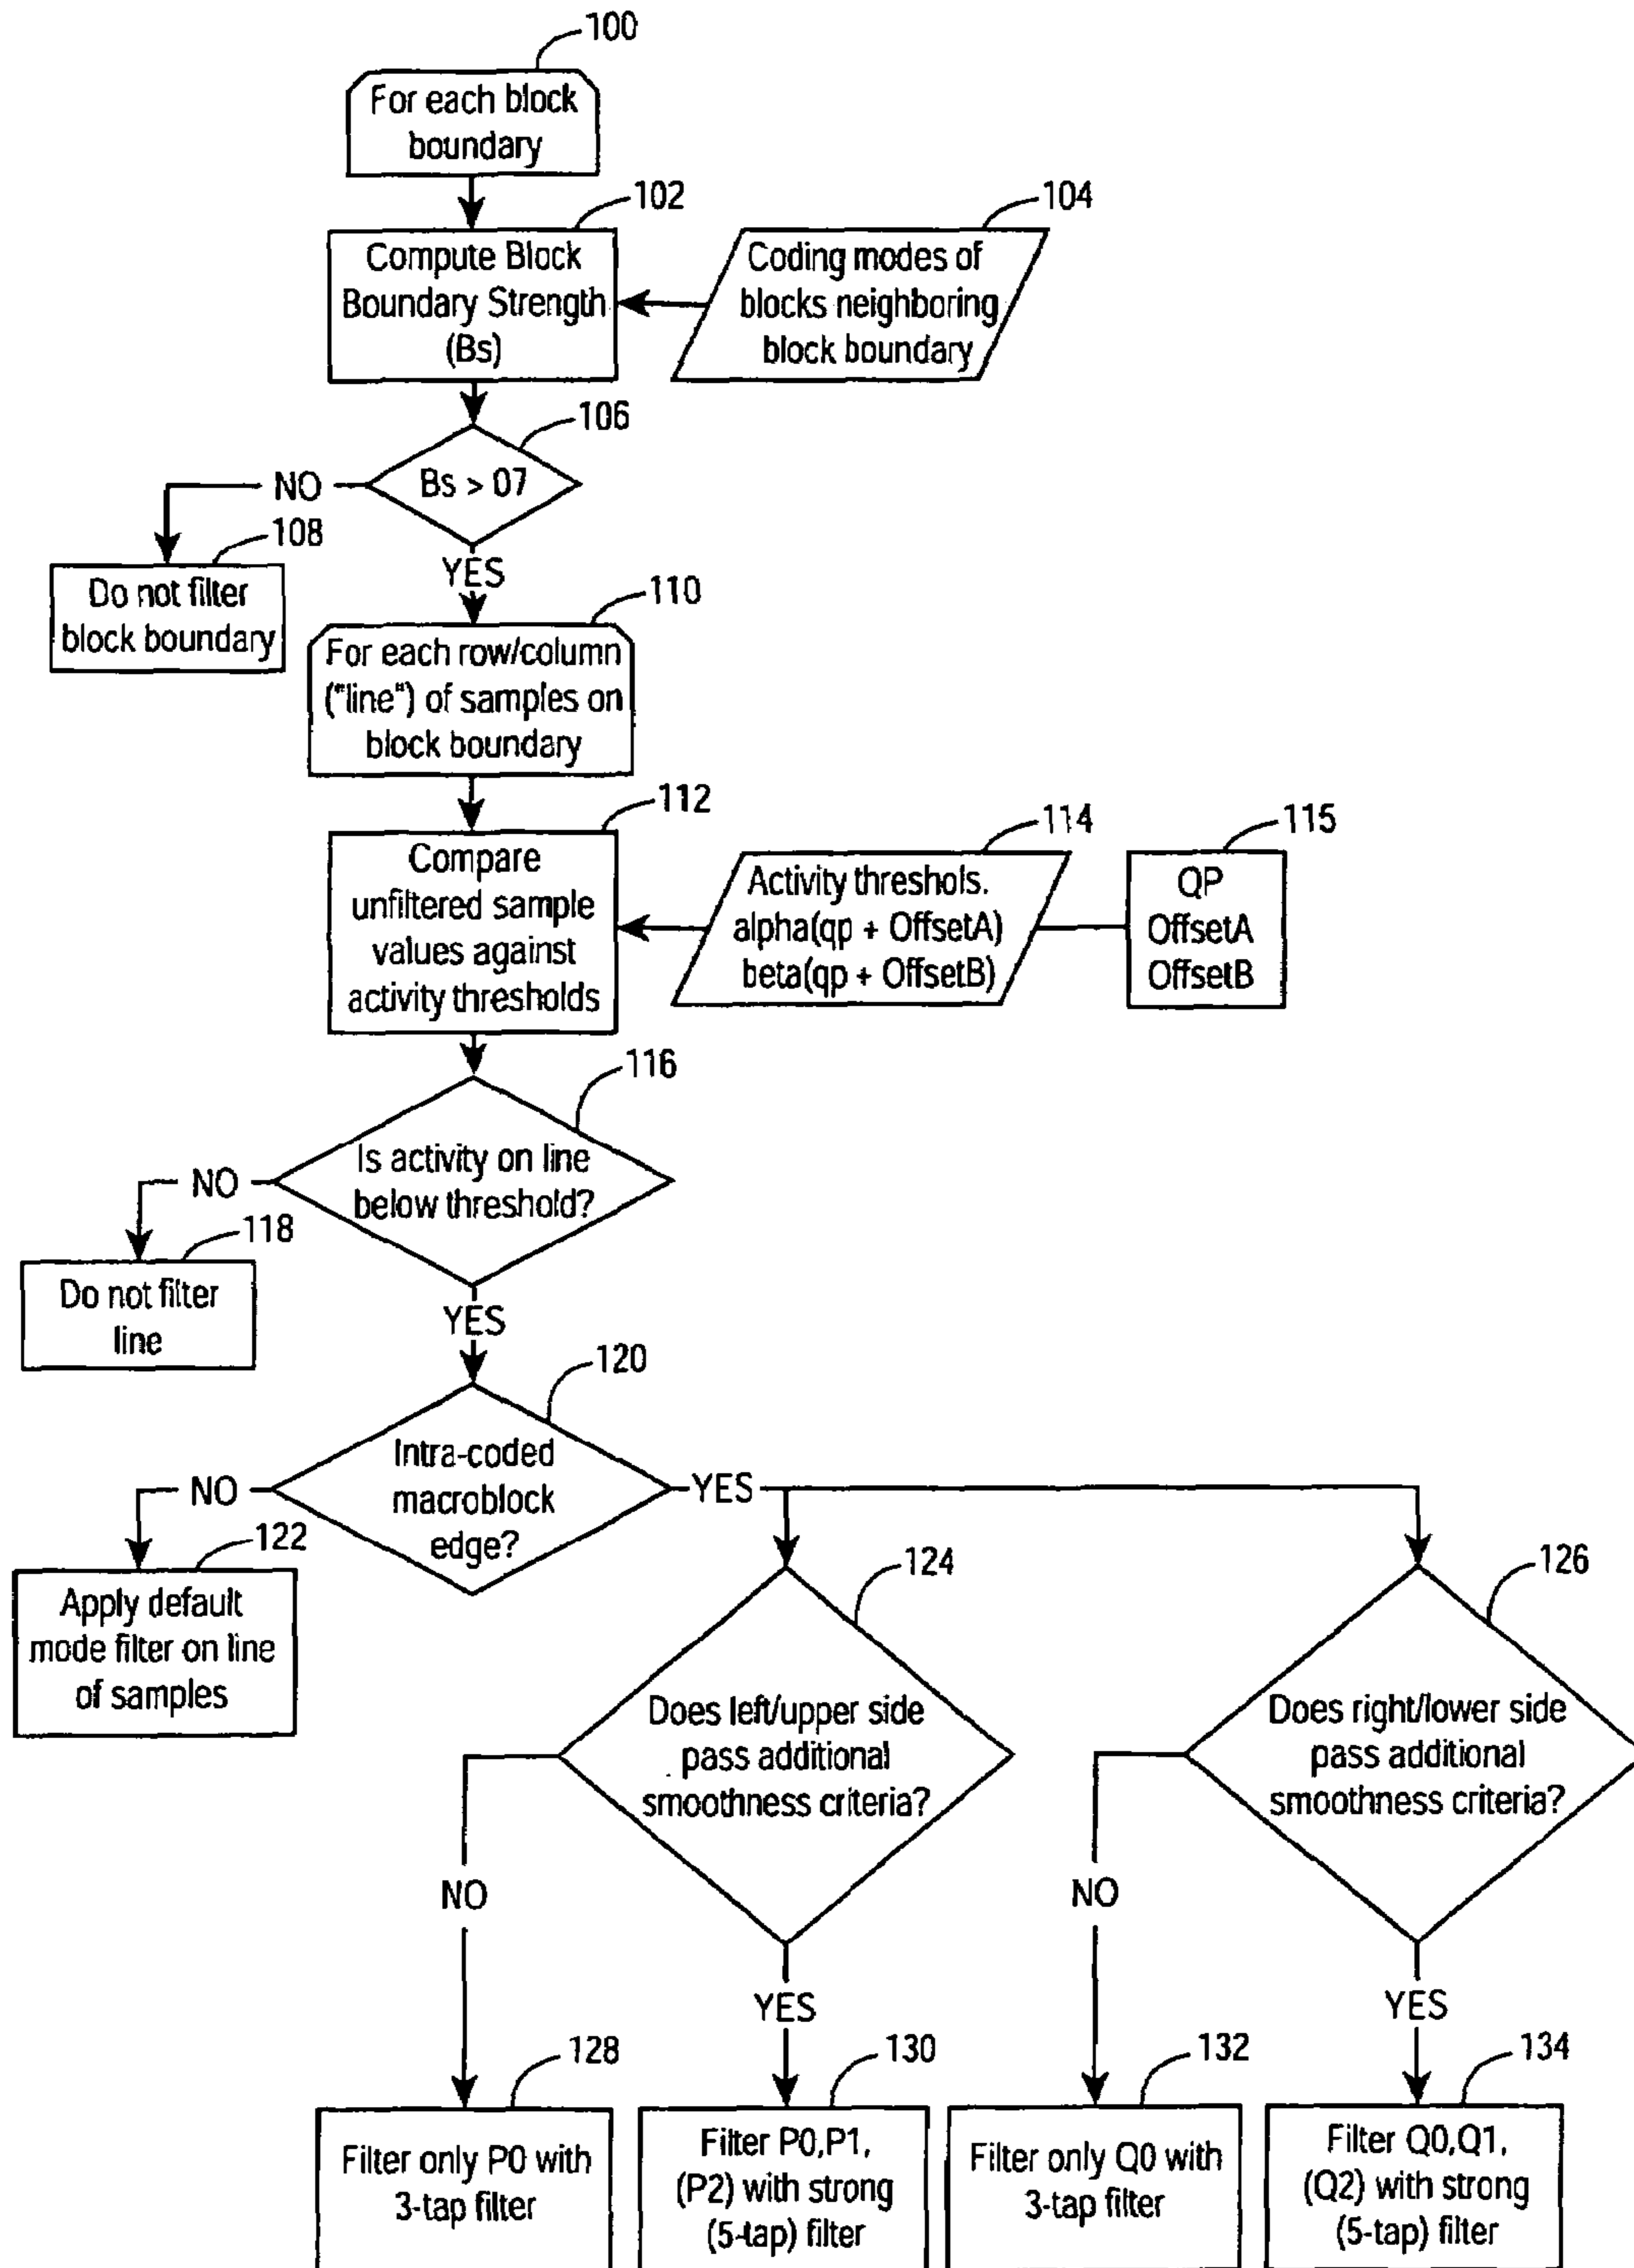 100
For each block
boundary
102
Compute Block
Boundary Strength
(Bs)
104
Coding modes of
blocks neighboring
block boundary
106
Bs > 07
NO
108
Do not filter
block boundary
YES
110
For each row/column
("line") of samples on
block boundary
112
Compare
unfiltered sample
values against
activity thresholds
114
Activity threshols.
alpha(qp + OffsetA)
beta(qp + OffsetB)
115
QP
OffsetA
OffsetB
116
Is activity on line
below threshold?
NO
118
Do not filter
line
YES
120
Intra-coded
macroblock
edge?
NO
122
Apply default
mode filter on line
of samples
YES
124
Does left/upper side
pass additional
smoothness criteria?
126
Does right/lower side
pass additional
smoothness criteria?
NO
YES
NO
YES
128
Filter only P0 with
3-tap filter
130
Filter P0,P1,
(P2) with strong
(5-tap) filter
132
Filter only Q0 with
3-tap filter
134
Filter Q0,Q1,
(Q2) with strong
(5-tap) filter